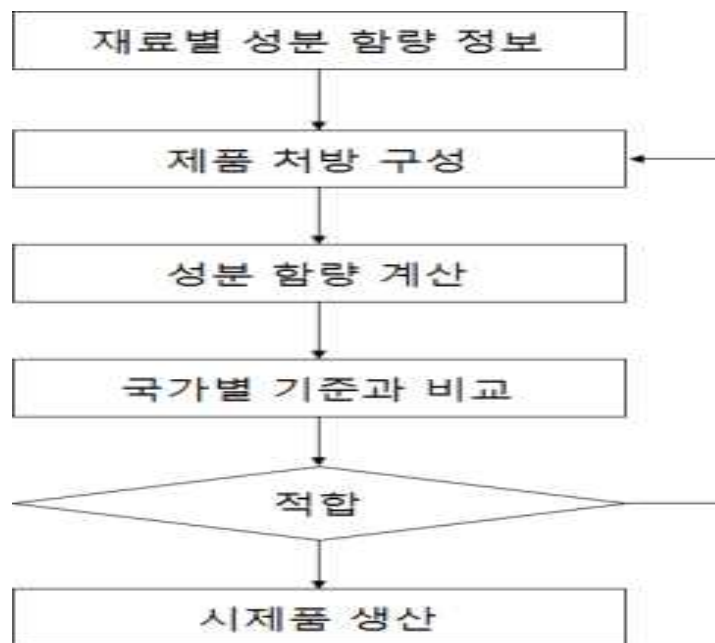 재료별 성분 함량 정보
제품 처방 구성
성분 함량 계산
국가별 기준과 비교
적합
시제품 생산